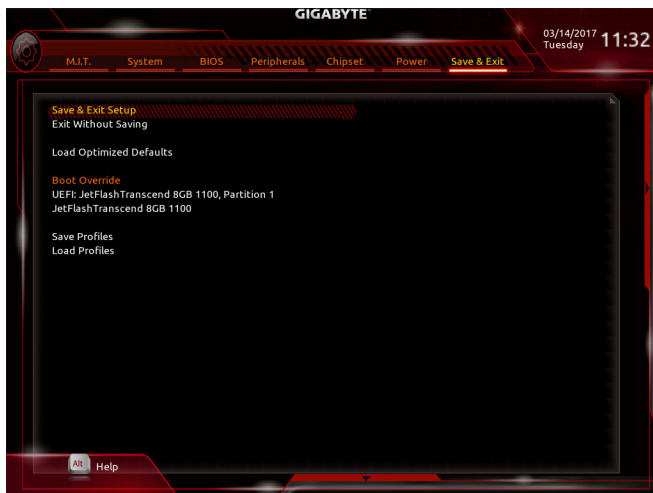 GIGABYTE™
03/14/2017
Tuesday
11:32
M.I.T. System BIOS Peripherals Chipset Power Save & Exit
Save & Exit Setup
Exit Without Saving
Load Optimized Defaults
Boot Override
UEFI: JetFlashTranscend 8GB 1100, Partition 1
JetFlashTranscend 8GB 1100
Save Profiles
Load Profiles
Alt Help